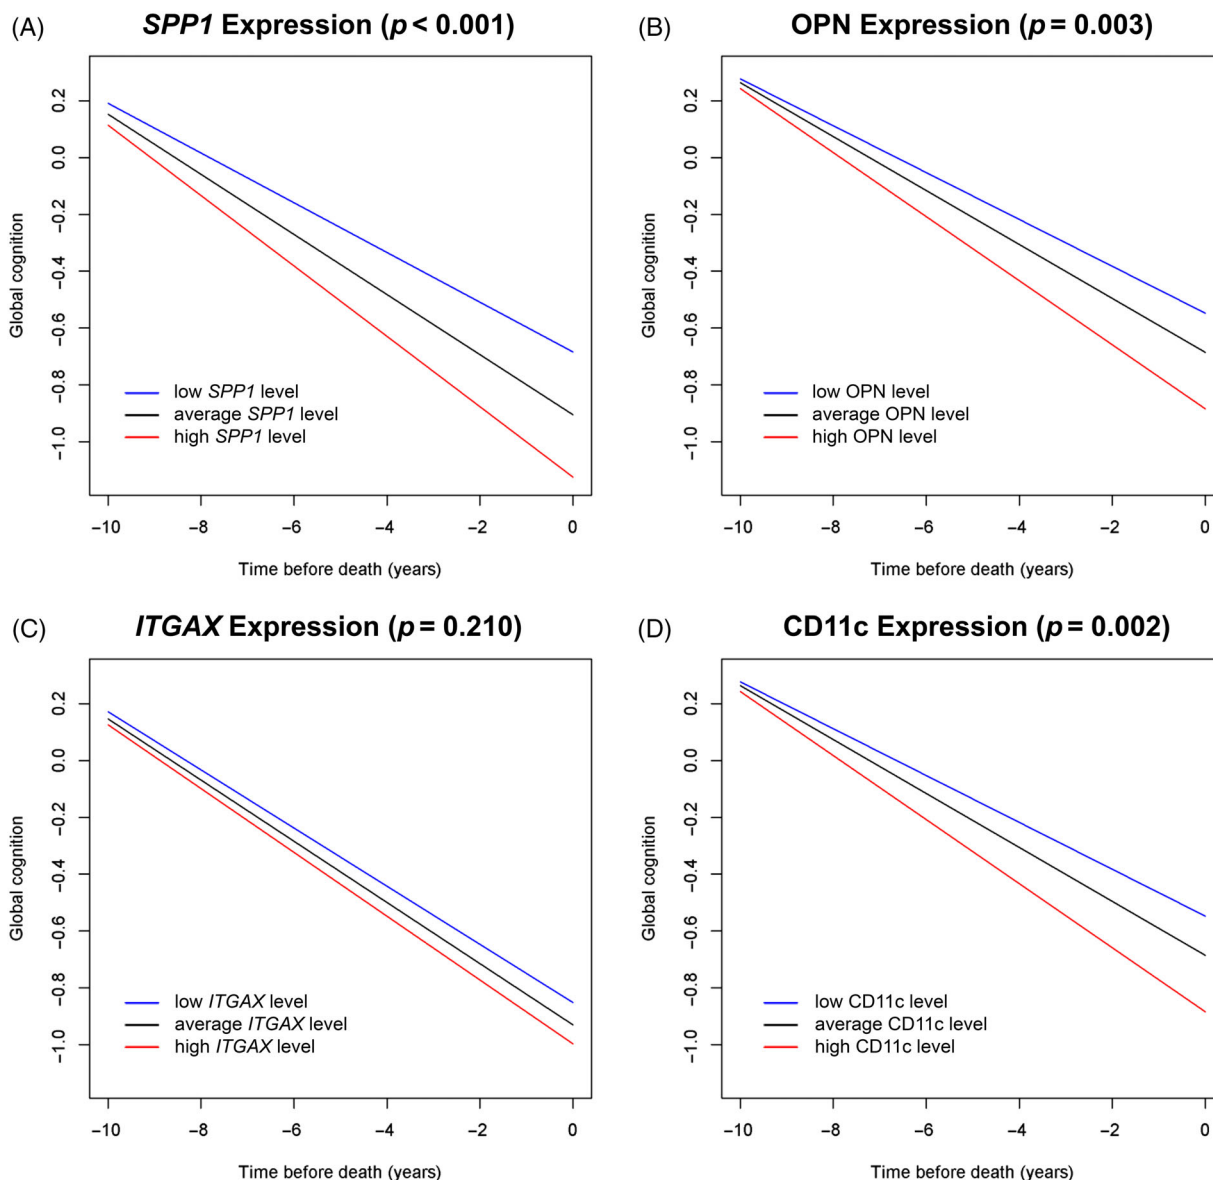 (A) SPP1 Expression (p < 0.001)
Global cognition
0.2
0.0
−0.2
−0.4
−0.6
−0.8
−1.0
low SPP1 level
average SPP1 level
high SPP1 level
−10 −8 −6 −4 −2 0
Time before death (years)
(B) OPN Expression (p = 0.003)
Global cognition
0.2
0.0
−0.2
−0.4
−0.6
−0.8
−1.0
low OPN level
average OPN level
high OPN level
−10 −8 −6 −4 −2 0
Time before death (years)
(C) ITGAX Expression (p = 0.210)
Global cognition
0.2
0.0
−0.2
−0.4
−0.6
−0.8
−1.0
low ITGAX level
average ITGAX level
high ITGAX level
−10 −8 −6 −4 −2 0
Time before death (years)
(D) CD11c Expression (p = 0.002)
Global cognition
0.2
0.0
−0.2
−0.4
−0.6
−0.8
−1.0
low CD11c level
average CD11c level
high CD11c level
−10 −8 −6 −4 −2 0
Time before death (years)